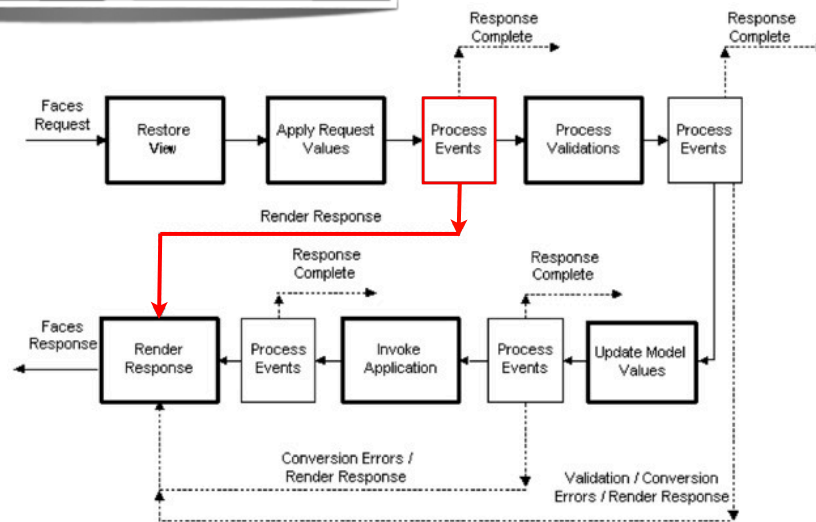 Response
Complete
Response
Complete
Faces
Request
Restore
View
Apply Request
Values
Process
Events
Process
Validations
Process
Events
Render Response
Response
Complete
Response
Complete
Faces
Response
Render
Response
Process
Events
Invoke
Application
Process
Events
Update Model
Values
Conversion Errors /
Render Response
Validation / Conversion
Errors / Render Response